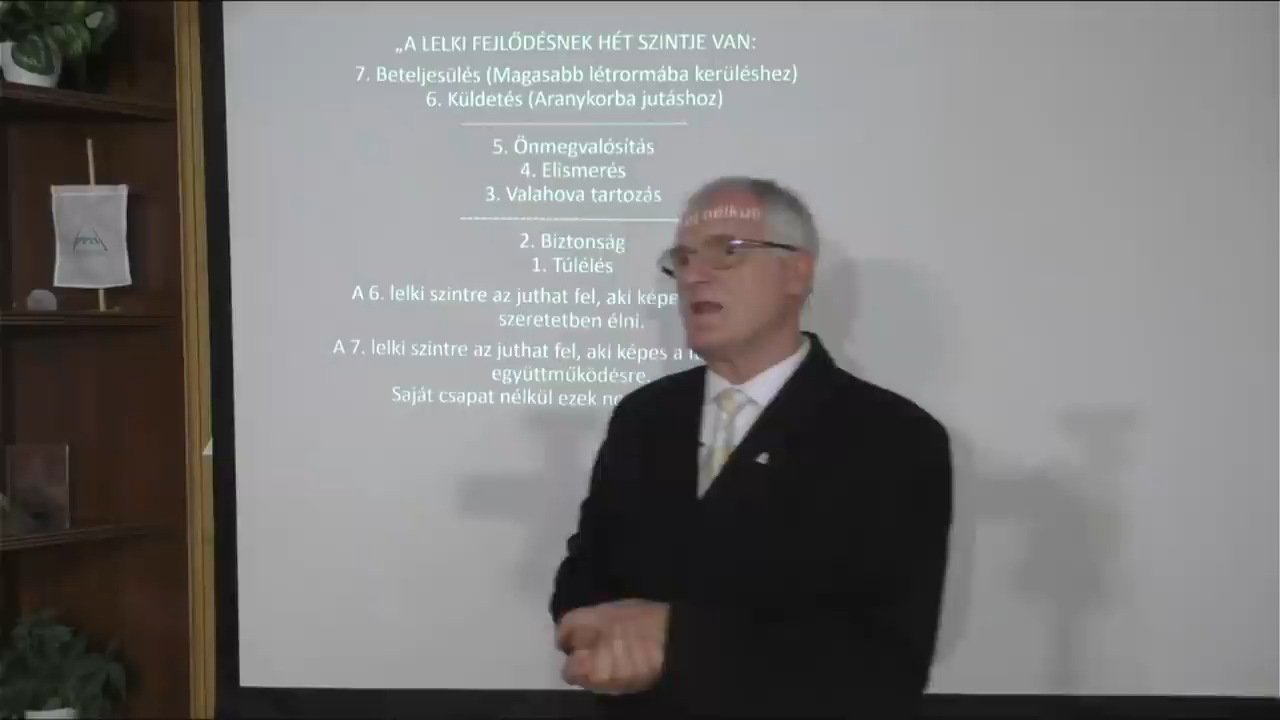 „A LELKI FEJLŐDÉSNEK HÉT SZINTJE VAN:
7. Beteljesülés (Magasabb létrormába kerüléshez)
6. Küldetés (Aranykorba jutáshoz)
5. Önmegvalósítás
4. Elismerés
3. Valahova tartozás
nélkül
2. Biztonság
1. Túlélés
A 6. lelki szintre az juthat fel, aki
szeretetben élni.
A 7. lelki szintre az juthat fel, aki képes a
együttműködésre.
Saját csapat nélkül ezek